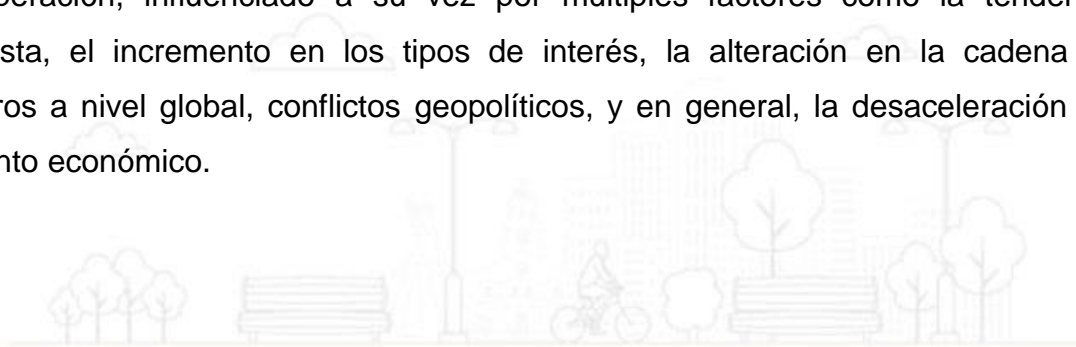 peración, influenciado a su vez por múltiples factores como la tender
sta, el incremento en los tipos de interés, la alteración en la cadena
ros a nivel global, conflictos geopolíticos, y en general, la desaceleración
nto económico.